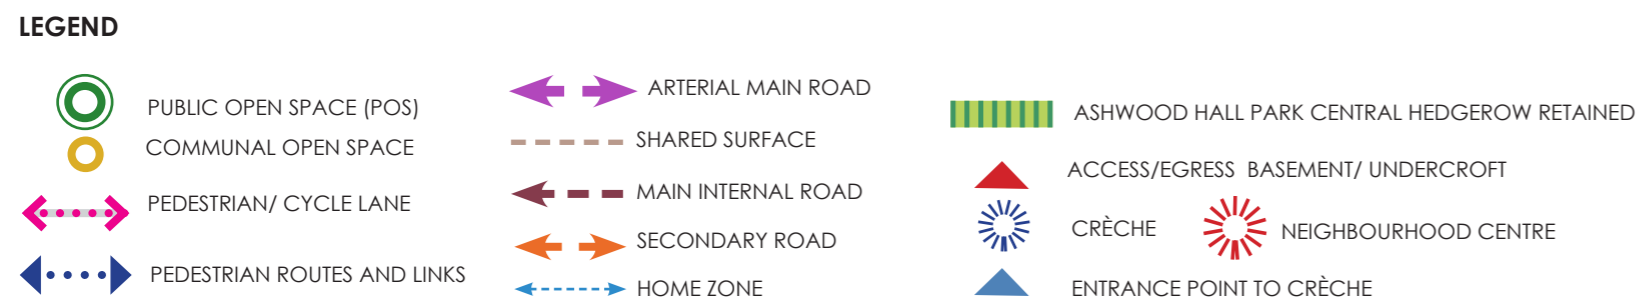 LEGEND
PUBLIC OPEN SPACE (POS)
COMMUNAL OPEN SPACE
PEDESTRIAN/ CYCLE LANE
PEDESTRIAN ROUTES AND LINKS
ARTERIAL MAIN ROAD
SHARED SURFACE
MAIN INTERNAL ROAD
SECONDARY ROAD
HOME ZONE
ASHWOOD HALL PARK CENTRAL HEDGEROW RETAINED
ACCESS/EGRESS BASEMENT/ UNDERCROFT
CRÈCHE
NEIGHBOURHOOD CENTRE
ENTRANCE POINT TO CRÈCHE